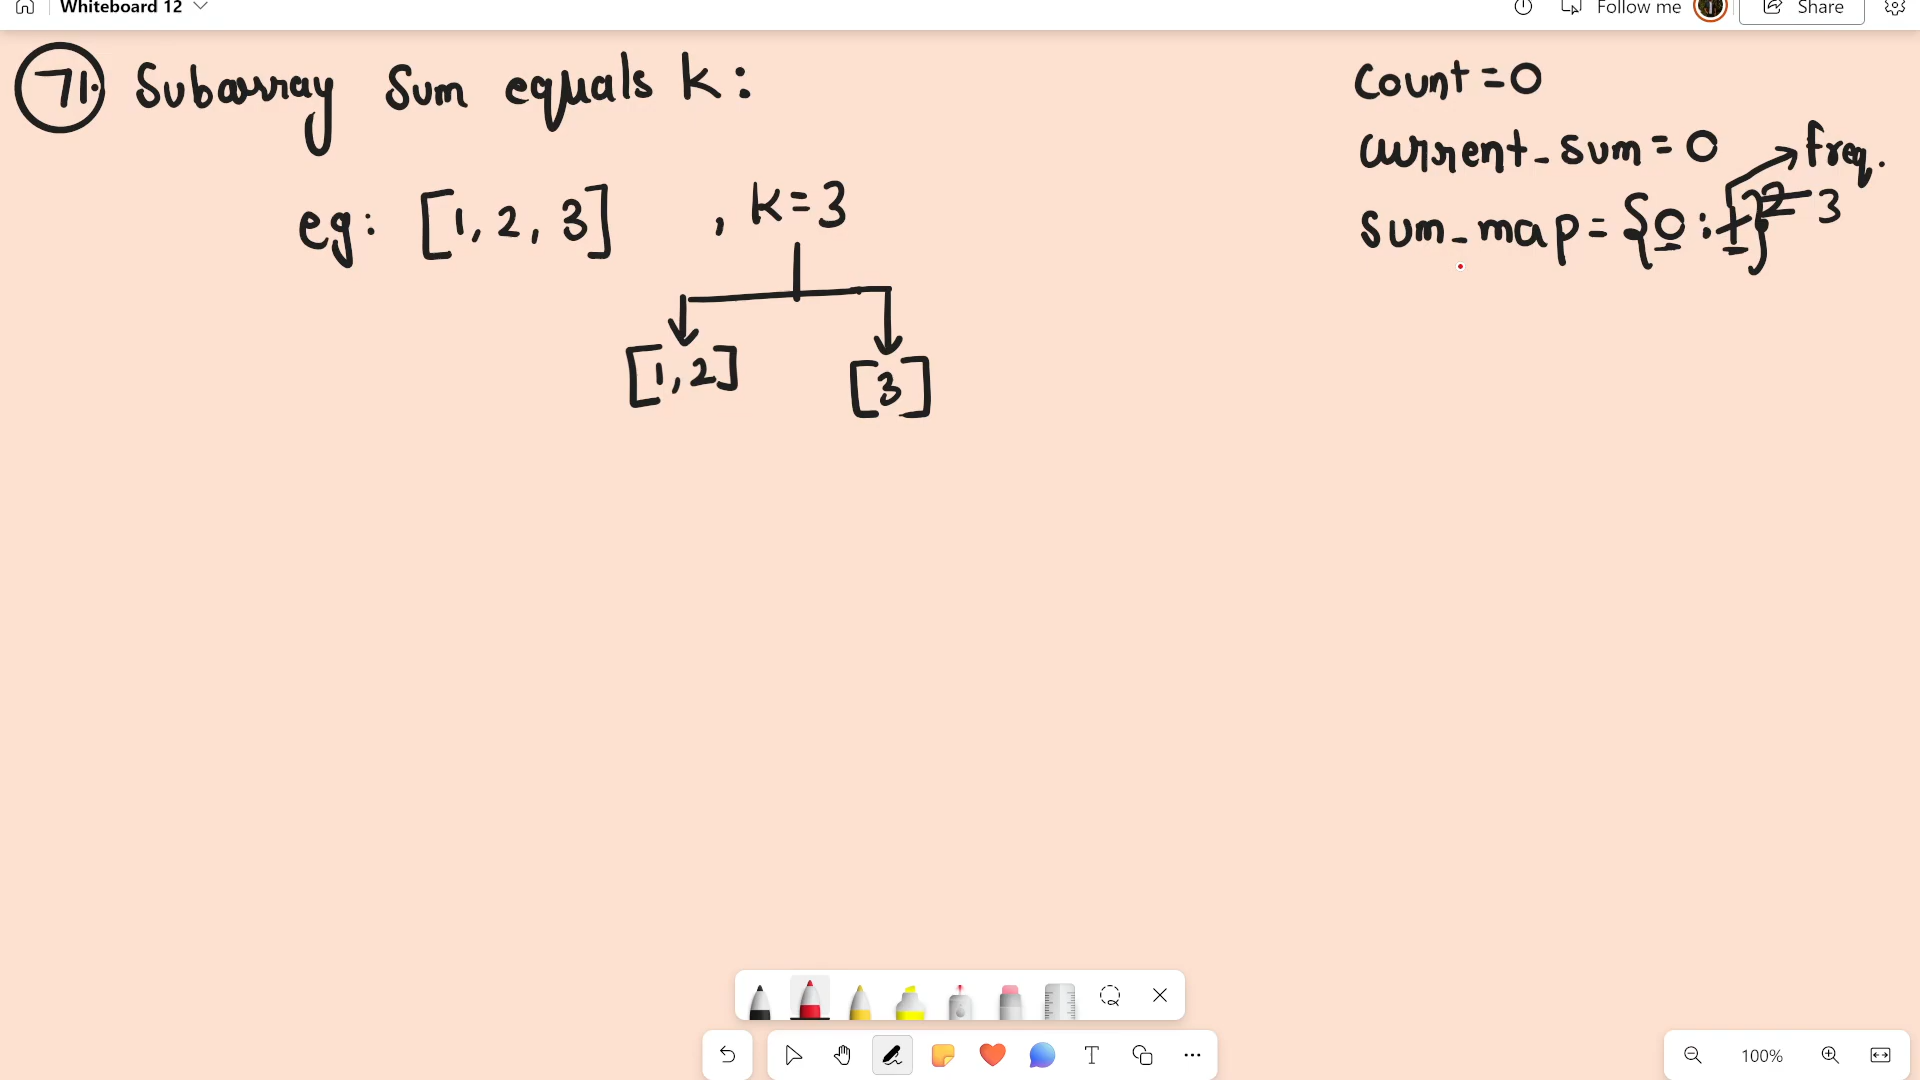 Whiteboard 12
Follow me
Share
71. Subarray Sum equals k:
eg: [1, 2, 3] , k=3
[1,2] [3]
Count = 0
current_sum = 0
freq.
sum_map = {0:1} 2 3
100%